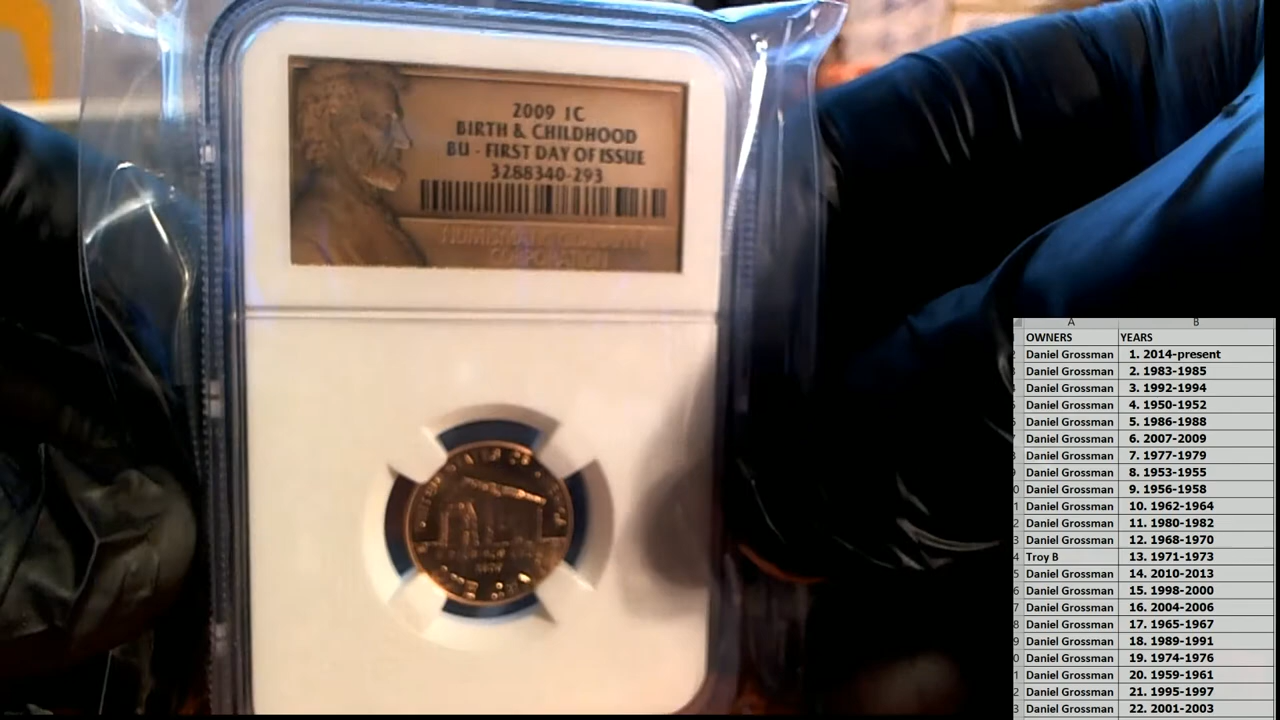 2009 1C
BIRTH & CHILDHOOD
BU - FIRST DAY OF ISSUE
3288340-293
CORPORATION
A B
OWNERS YEARS
Daniel Grossman 1. 2014-present
Daniel Grossman 2. 1983-1985
Daniel Grossman 3. 1992-1994
Daniel Grossman 4. 1950-1952
Daniel Grossman 5. 1986-1988
Daniel Grossman 6. 2007-2009
Daniel Grossman 7. 1977-1979
Daniel Grossman 8. 1953-1955
Daniel Grossman 9. 1956-1958
Daniel Grossman 10. 1962-1964
Daniel Grossman 11. 1980-1982
Daniel Grossman 12. 1968-1970
Troy B 13. 1971-1973
Daniel Grossman 14. 2010-2013
Daniel Grossman 15. 1998-2000
Daniel Grossman 16. 2004-2006
Daniel Grossman 17. 1965-1967
Daniel Grossman 18. 1989-1991
Daniel Grossman 19. 1974-1976
Daniel Grossman 20. 1959-1961
Daniel Grossman 21. 1995-1997
Daniel Grossman 22. 2001-2003